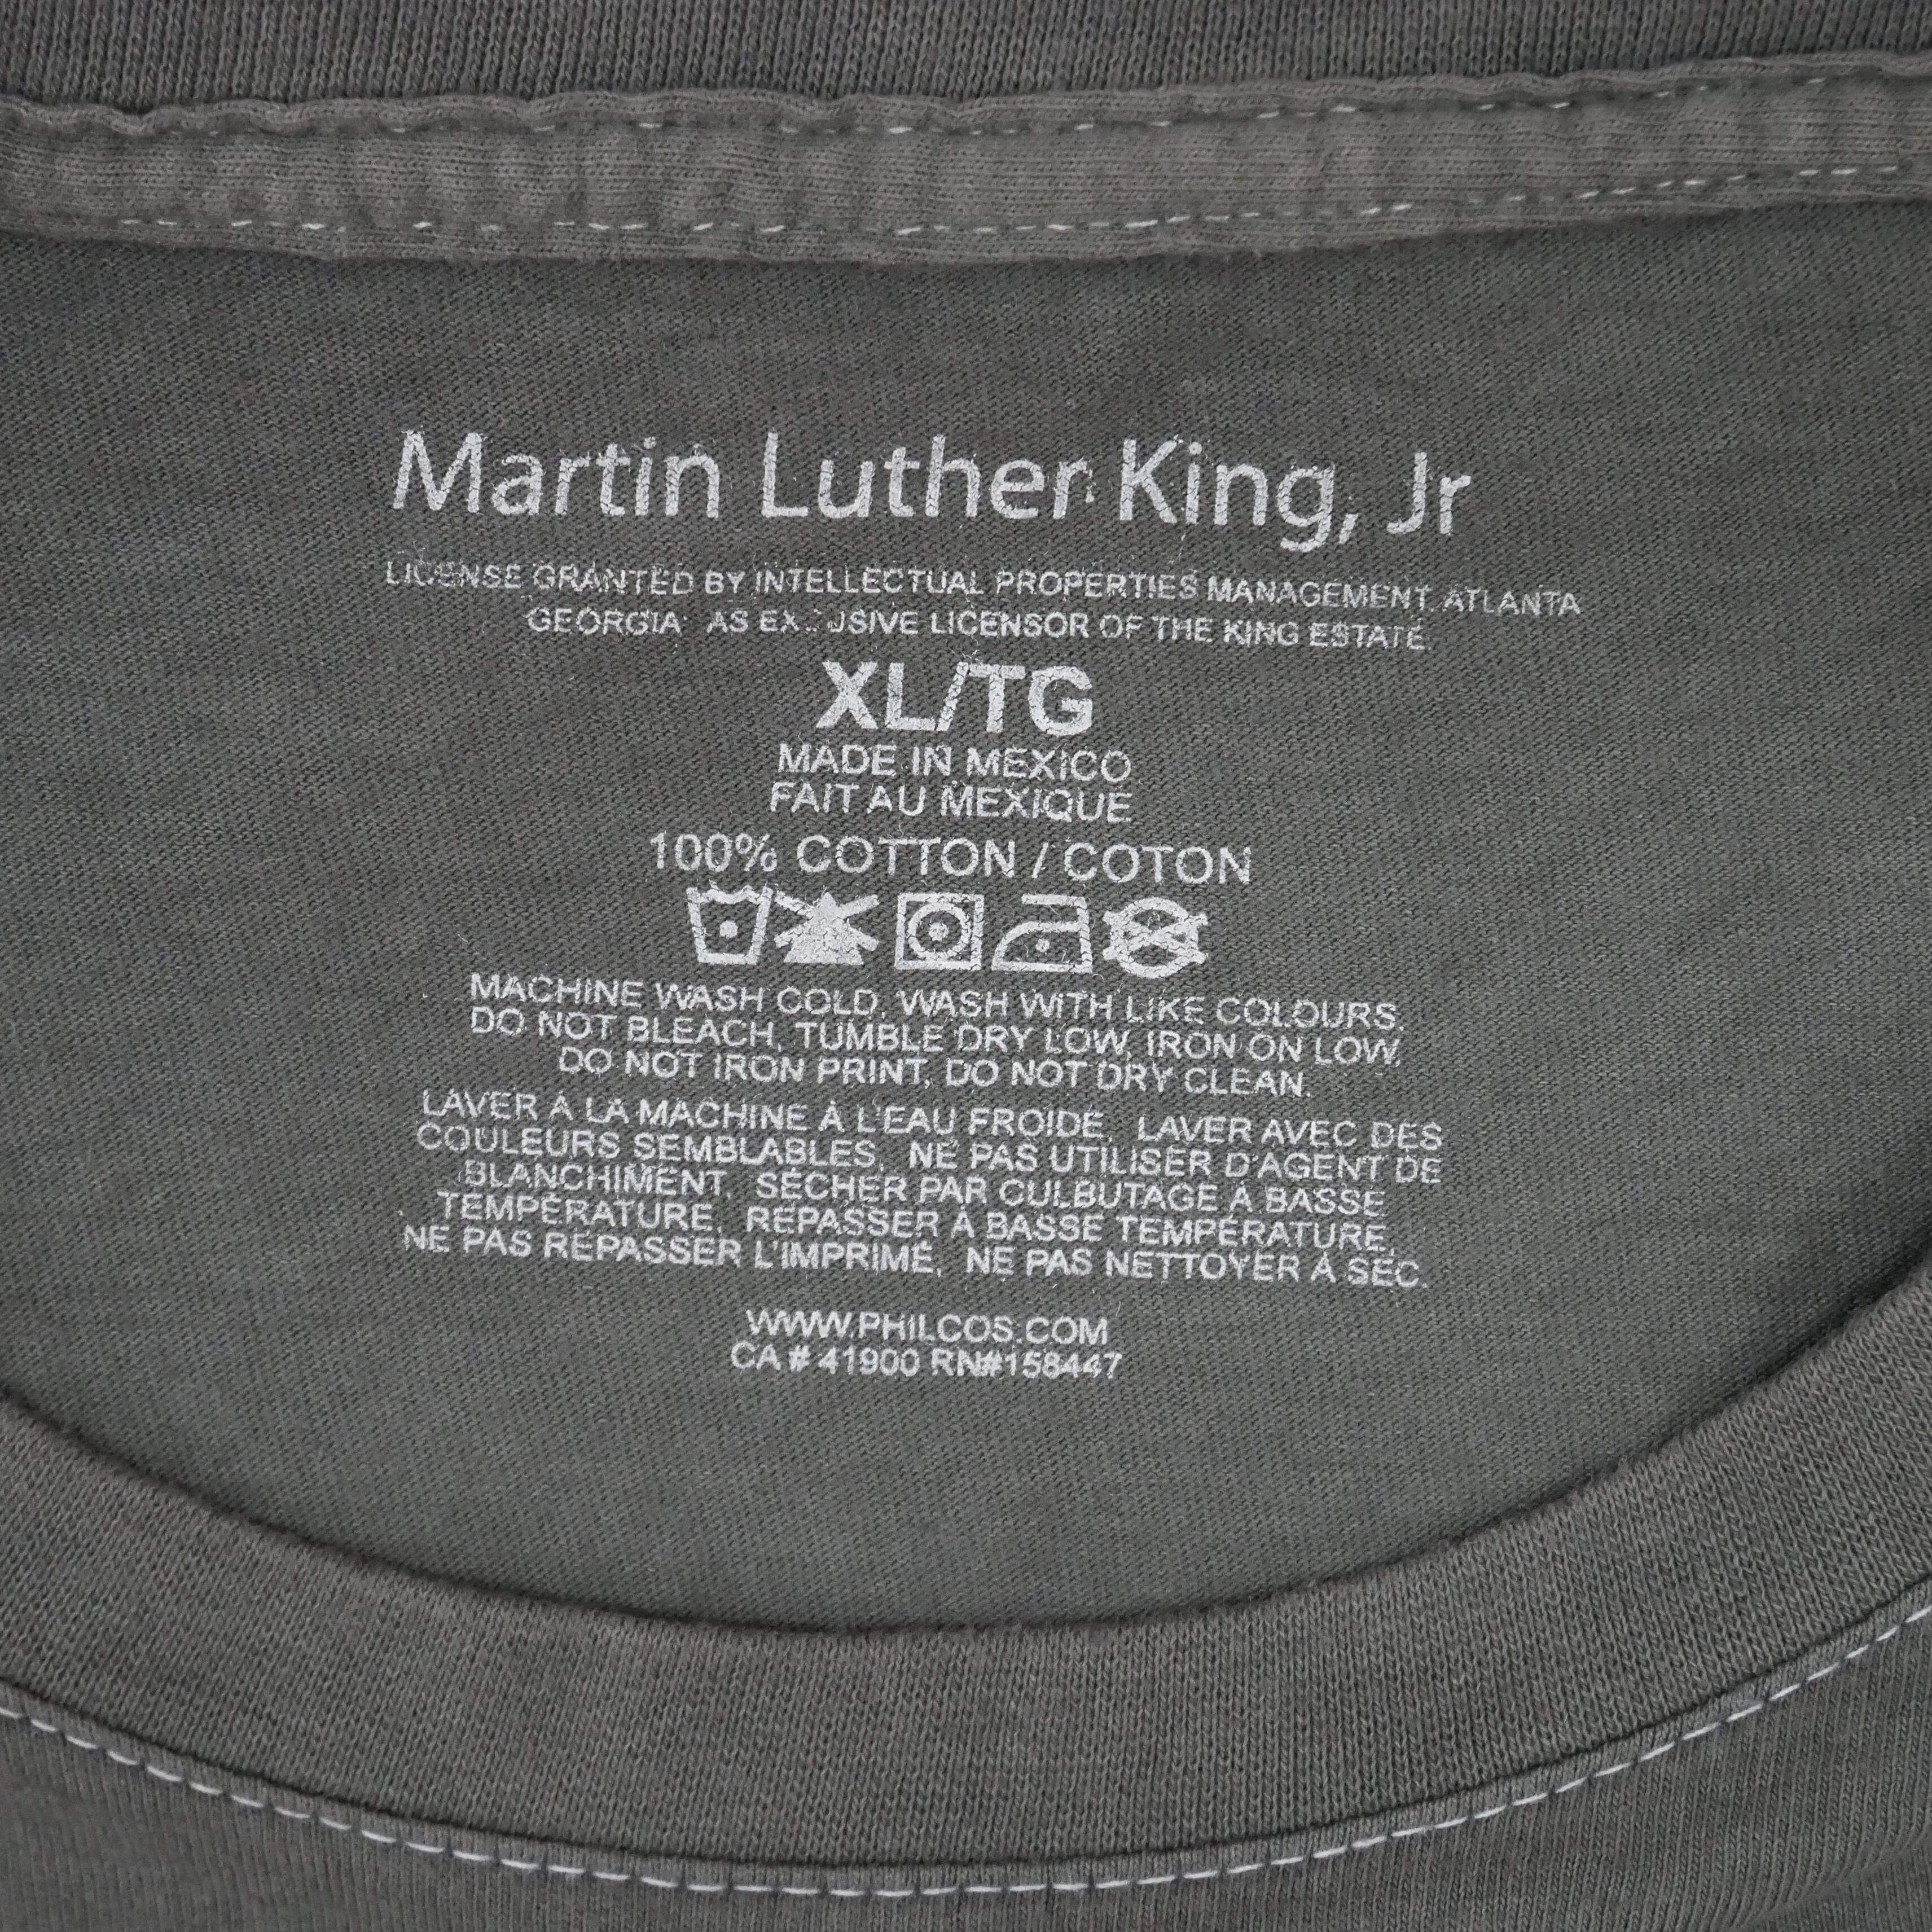 Martin Luther King, Jr
LICENSE GRANTED BY INTELLECTUAL PROPERTIES MANAGEMENT, ATLANTA
GEORGIA AS EXCLUSIVE LICENSOR OF THE KING ESTATE.
XL/TG
MADE IN MEXICO
FAIT AU MEXIQUE
100% COTTON / COTON
MACHINE WASH COLD, WASH WITH LIKE COLOURS.
DO NOT BLEACH, TUMBLE DRY LOW, IRON ON LOW,
DO NOT IRON PRINT, DO NOT DRY CLEAN.
LAVER À LA MACHINE À L'EAU FROIDE, LAVER AVEC DES
COULEURS SEMBLABLES, NE PAS UTILISER D'AGENT DE
BLANCHIMENT, SÉCHER PAR CULBUTAGE À BASSE
TEMPÉRATURE, REPASSER À BASSE TEMPÉRATURE,
NE PAS REPASSER L'IMPRIMÉ, NE PAS NETTOYER À SEC.
WWW.PHILCOS.COM
CA # 41900 RN#158447